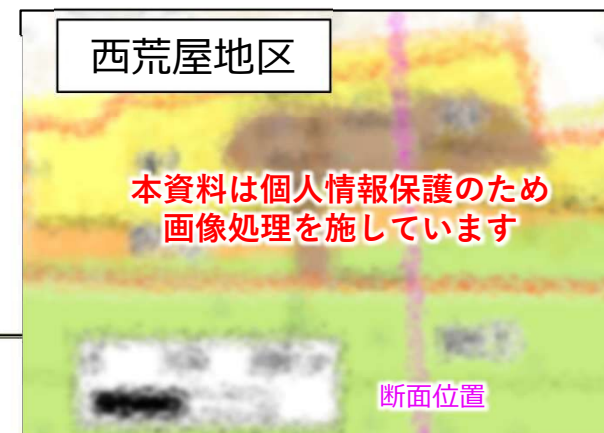 西荒屋地区
本資料は個人情報保護のため
画像処理を施しています
断面位置